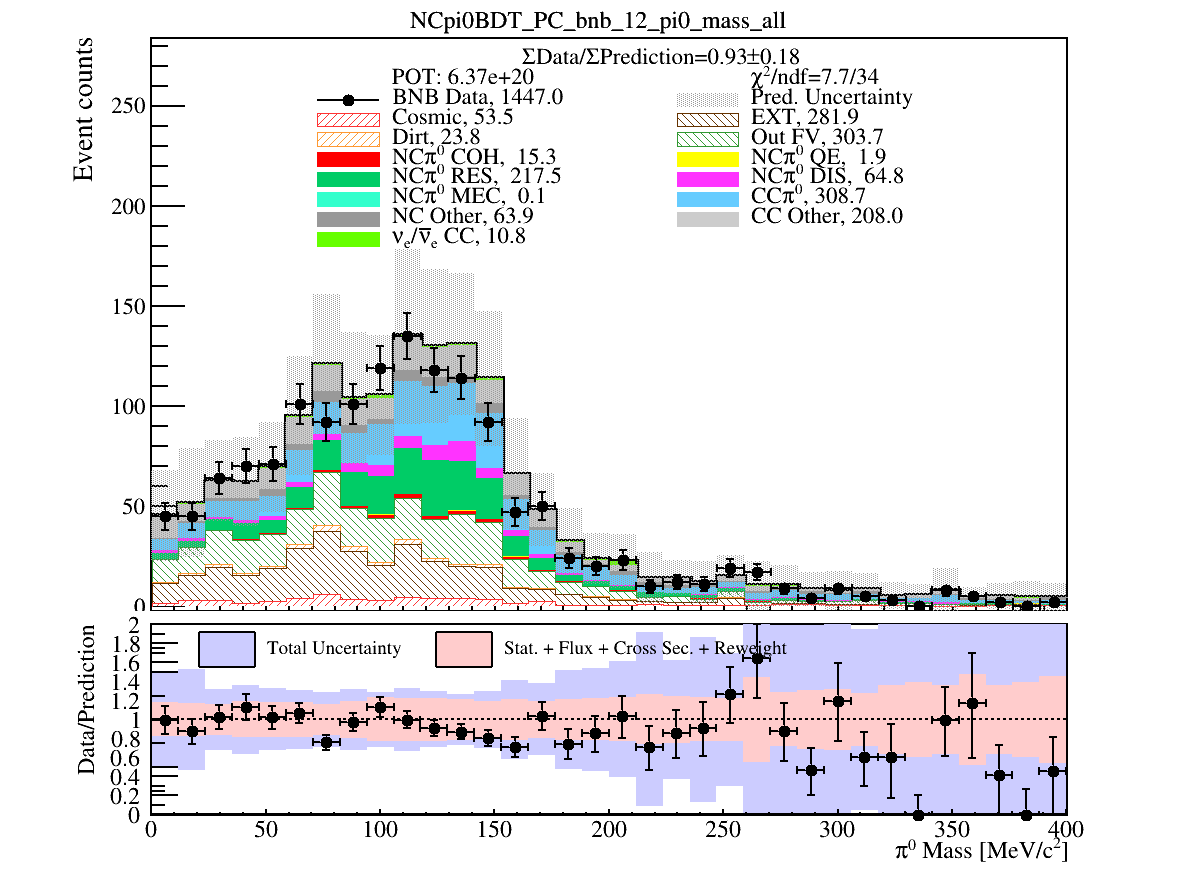 NCpi0BDT_PC_bnb_12_pi0_mass_all
ΣData/ΣPrediction=0.93±0.18
POT: 6.37e+20
χ²/ndf=7.7/34
BNB Data, 1447.0
Pred. Uncertainty
Cosmic, 53.5
EXT, 281.9
Dirt, 23.8
Out FV, 303.7
NCπ⁰ COH, 15.3
NCπ⁰ QE, 1.9
NCπ⁰ RES, 217.5
NCπ⁰ DIS, 64.8
NCπ⁰ MEC, 0.1
CCπ⁰, 308.7
NC Other, 63.9
CC Other, 208.0
νₑ/ν̅ₑ CC, 10.8
Event counts
250
200
150
100
50
0
Total Uncertainty
Stat. + Flux + Cross Sec. + Reweight
Data/Prediction
2
1.8
1.6
1.4
1.2
1
0.8
0.6
0.4
0.2
0
0 50 100 150 200 250 300 350 400
π⁰ Mass [MeV/c²]